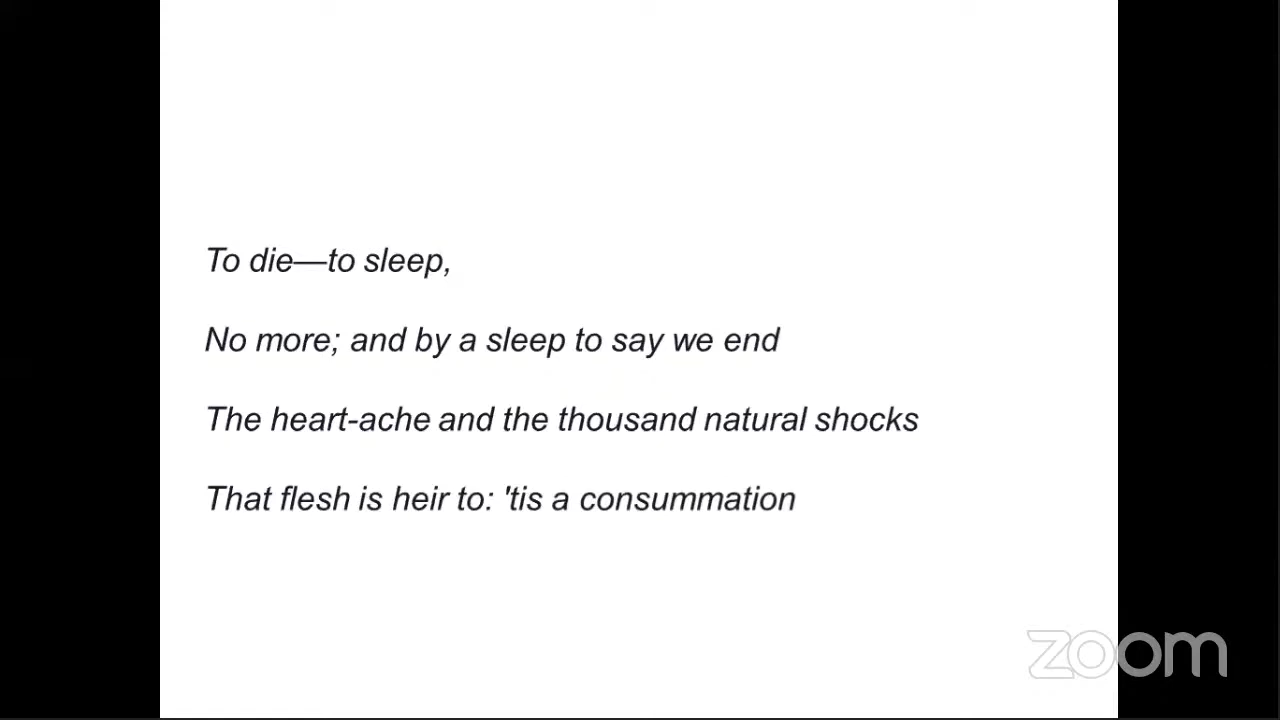 To die—to sleep,
No more; and by a sleep to say we end
The heart-ache and the thousand natural shocks
That flesh is heir to: 'tis a consummation
zoom